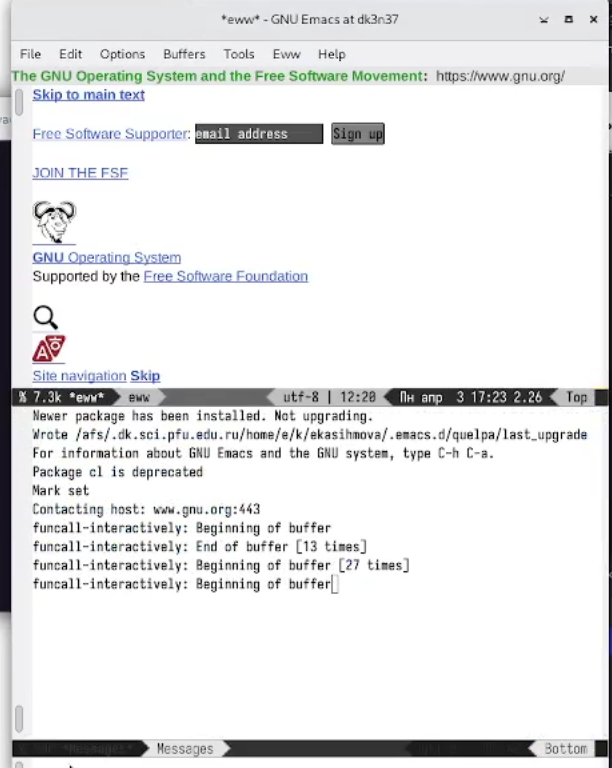 *eww* - GNU Emacs at dk3n37
File Edit Options Buffers Tools Eww Help
The GNU Operating System and the Free Software Movement: https://www.gnu.org/
Skip to main text
Free Software Supporter: email address Sign up
JOIN THE FSF
GNU Operating System
Supported by the Free Software Foundation
Site navigation Skip
% 7.3k *eww* eww utf-8 | 12:20 Пн апр 3 17:23 2.26 Top
Newer package has been installed. Not upgrading.
Wrote /afs/.dk.sci.pfu.edu.ru/home/e/k/ekasihmova/.emacs.d/quelpa/last_upgrade
For information about GNU Emacs and the GNU system, type C-h C-a.
Package cl is deprecated
Mark set
Contacting host: www.gnu.org:443
funcall-interactively: Beginning of buffer
funcall-interactively: End of buffer [13 times]
funcall-interactively: Beginning of buffer [27 times]
funcall-interactively: Beginning of buffer
*Messages* Messages Bottom